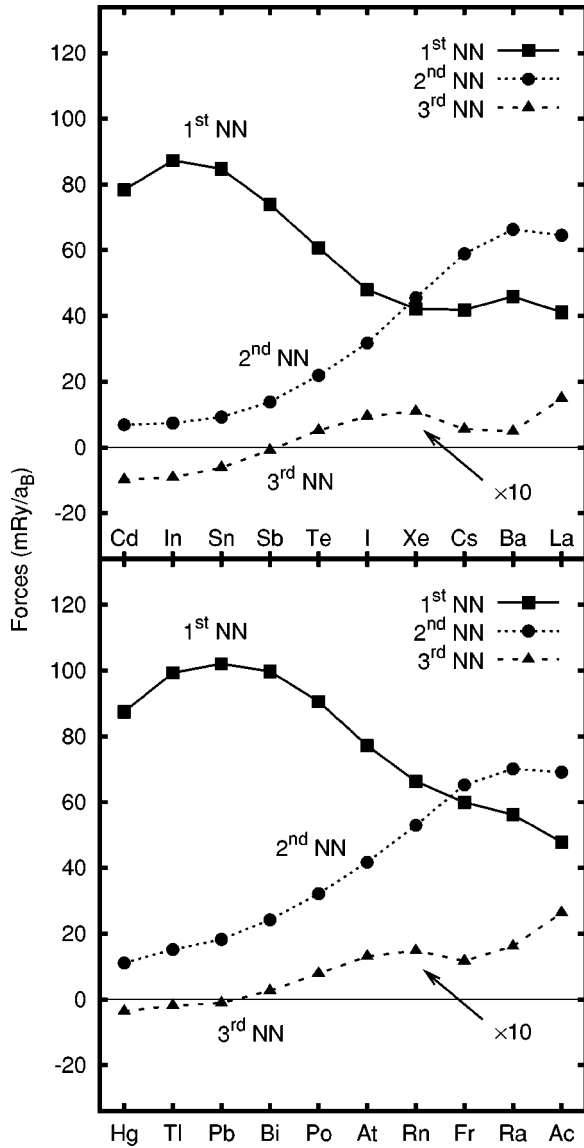 120
100
80
60
40
20
0
-20
1st NN
2nd NN
3rd NN
1st NN
2nd NN
3rd NN
×10
Cd In Sn Sb Te I Xe Cs Ba La
Forces (mRy/aB)
120
100
80
60
40
20
0
-20
1st NN
2nd NN
3rd NN
1st NN
2nd NN
3rd NN
×10
Hg Tl Pb Bi Po At Rn Fr Ra Ac